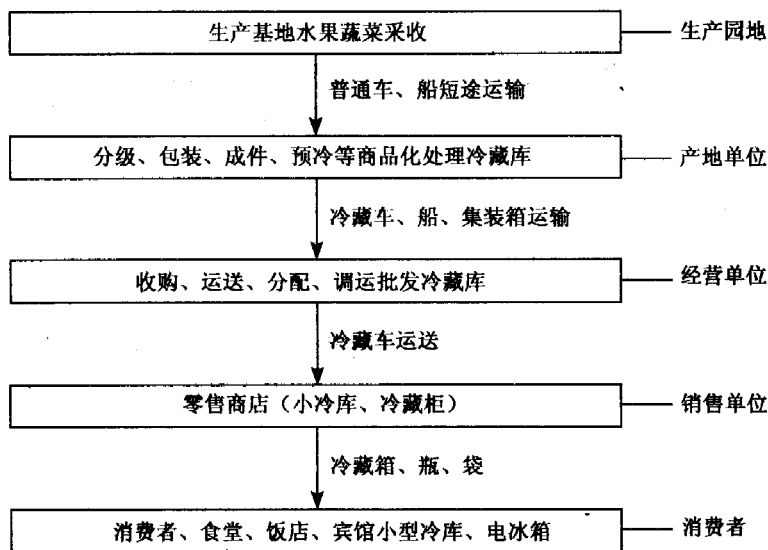 生产基地水果蔬菜采收
生产园地
普通车、船短途运输
分级、包装、成件、预冷等商品化处理冷藏库
产地单位
冷藏车、船、集装箱运输
收购、运送、分配、调运批发冷藏库
经营单位
冷藏车运送
零售商店（小冷库、冷藏柜）
销售单位
冷藏箱、瓶、袋
消费者、食堂、饭店、宾馆小型冷库、电冰箱
消费者